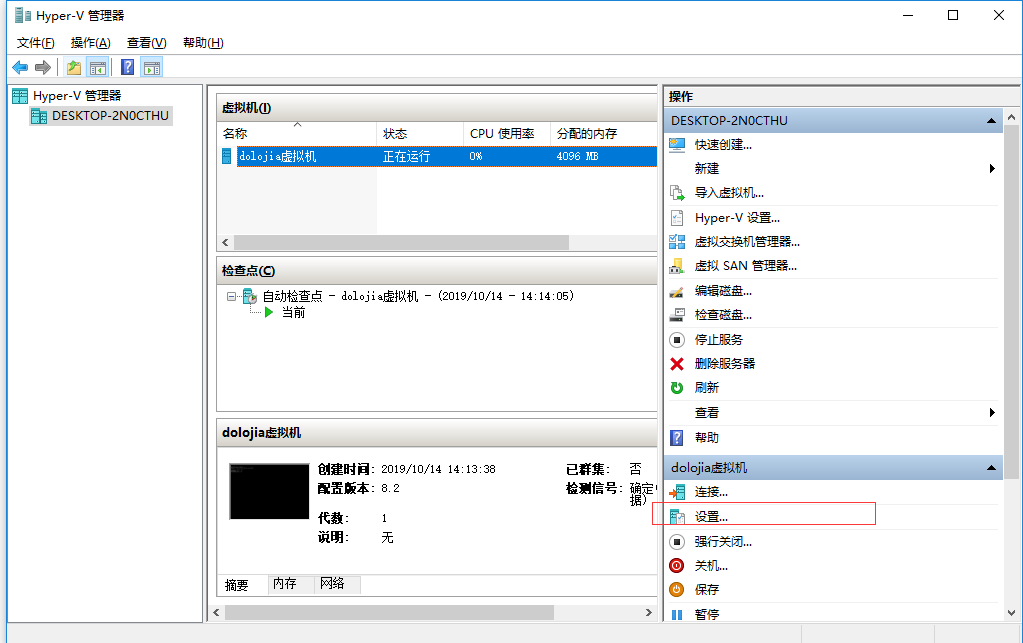 Hyper-V 管理器
文件(F) 操作(A) 查看(V) 帮助(H)
Hyper-V 管理器
DESKTOP-2N0CTHU
虚拟机(I)
名称 状态 CPU 使用率 分配的内存
dolojia虚拟机 正在运行 0% 4096 MB
检查点(C)
自动检查点 - dolojia虚拟机 - (2019/10/14 - 14:14:05)
当前
dolojia虚拟机
创建时间: 2019/10/14 14:13:38 已群集: 否
配置版本: 8.2 检测信号: 确定
据)
代数: 1
说明: 无
摘要 内存 网络
操作
DESKTOP-2N0CTHU
快速创建...
新建
导入虚拟机...
Hyper-V 设置...
虚拟交换机管理器...
虚拟 SAN 管理器...
编辑磁盘...
检查磁盘...
停止服务
删除服务器
刷新
查看
帮助
dolojia虚拟机
连接...
设置...
强行关闭...
关机...
保存
暂停